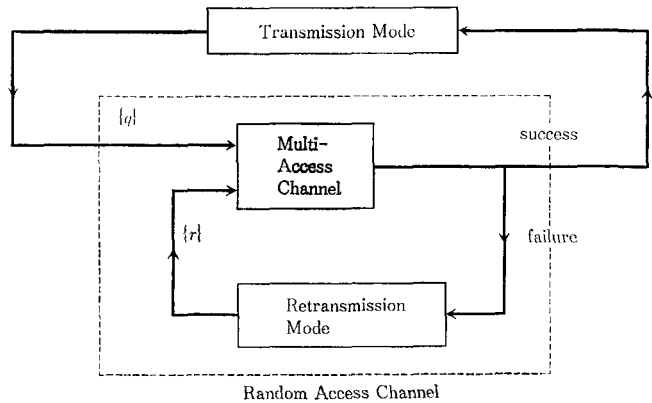 Transmission Mode
{q}
success
Multi-
Access
Channel
{r}
failure
Retransmission
Mode
Random Access Channel